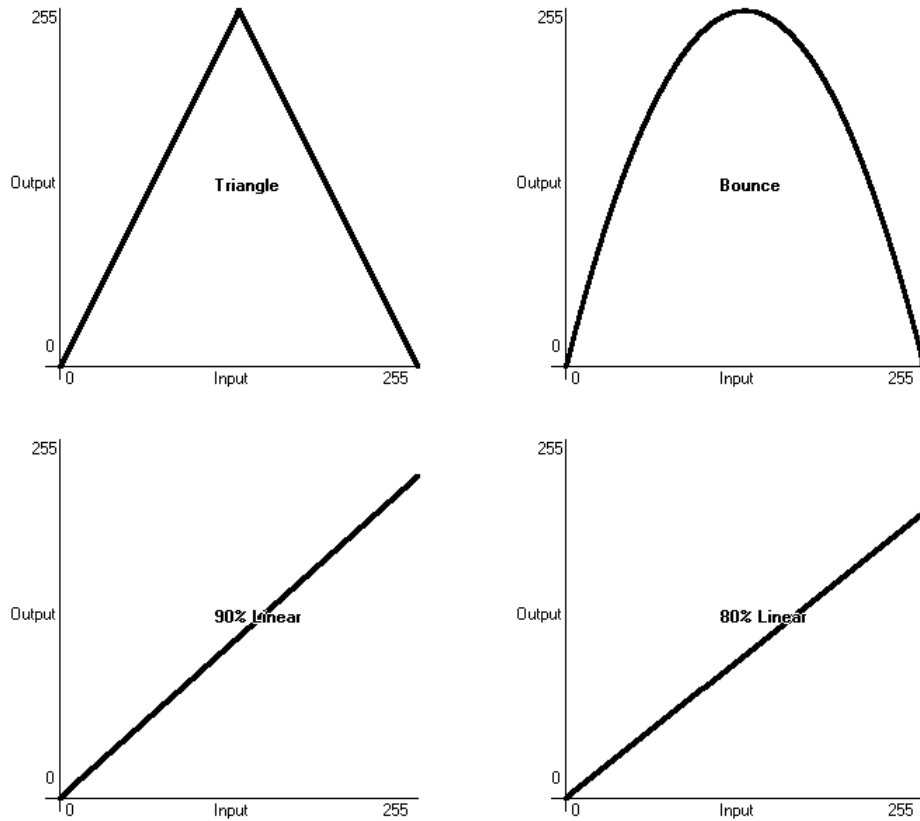 255
Output
Triangle
0
0 Input 255
255
Output
Bounce
0
0 Input 255
255
Output
90% Linear
0
0 Input 255
255
Output
80% Linear
0
0 Input 255